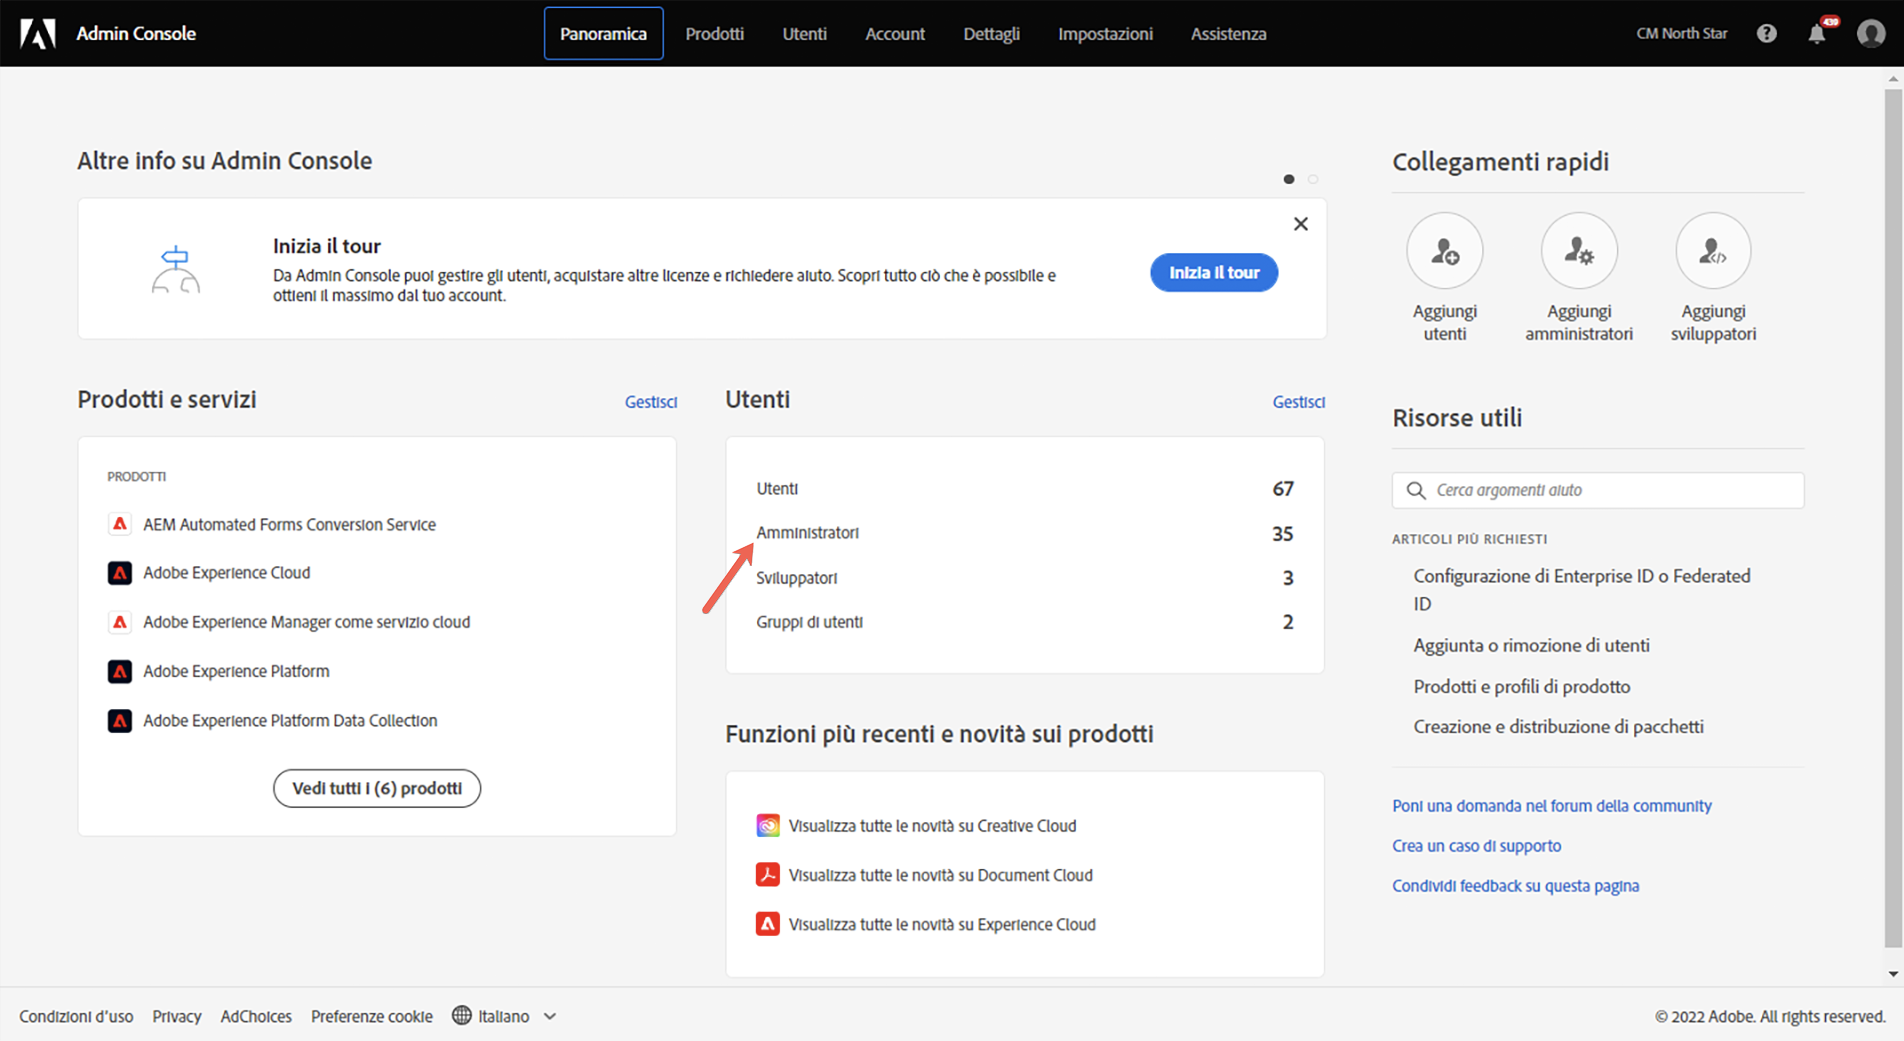 Admin Console
Panoramica
Prodotti
Utenti
Account
Dettagli
Impostazioni
Assistenza
CM North Star
439
Altre info su Admin Console
Inizia il tour
Da Admin Console puoi gestire gli utenti, acquistare altre licenze e richiedere aiuto. Scopri tutto ciò che è possibile e
ottieni il massimo dal tuo account.
Inizia il tour
Prodotti e servizi
Gestisci
PRODOTTI
AEM Automated Forms Conversion Service
Adobe Experience Cloud
Adobe Experience Manager come servizio cloud
Adobe Experience Platform
Adobe Experience Platform Data Collection
Vedi tutti i (6) prodotti
Utenti
Gestisci
Utenti 67
Amministratori 35
Sviluppatori 3
Gruppi di utenti 2
Funzioni più recenti e novità sui prodotti
Visualizza tutte le novità su Creative Cloud
Visualizza tutte le novità su Document Cloud
Visualizza tutte le novità su Experience Cloud
Collegamenti rapidi
Aggiungi
utenti
Aggiungi
amministratori
Aggiungi
sviluppatori
Risorse utili
Cerca argomenti aiuto
ARTICOLI PIÙ RICHIESTI
Configurazione di Enterprise ID o Federated
ID
Aggiunta o rimozione di utenti
Prodotti e profili di prodotto
Creazione e distribuzione di pacchetti
Poni una domanda nel forum della community
Crea un caso di supporto
Condividi feedback su questa pagina
Condizioni d'uso
Privacy
AdChoices
Preferenze cookie
Italiano
© 2022 Adobe. All rights reserved.